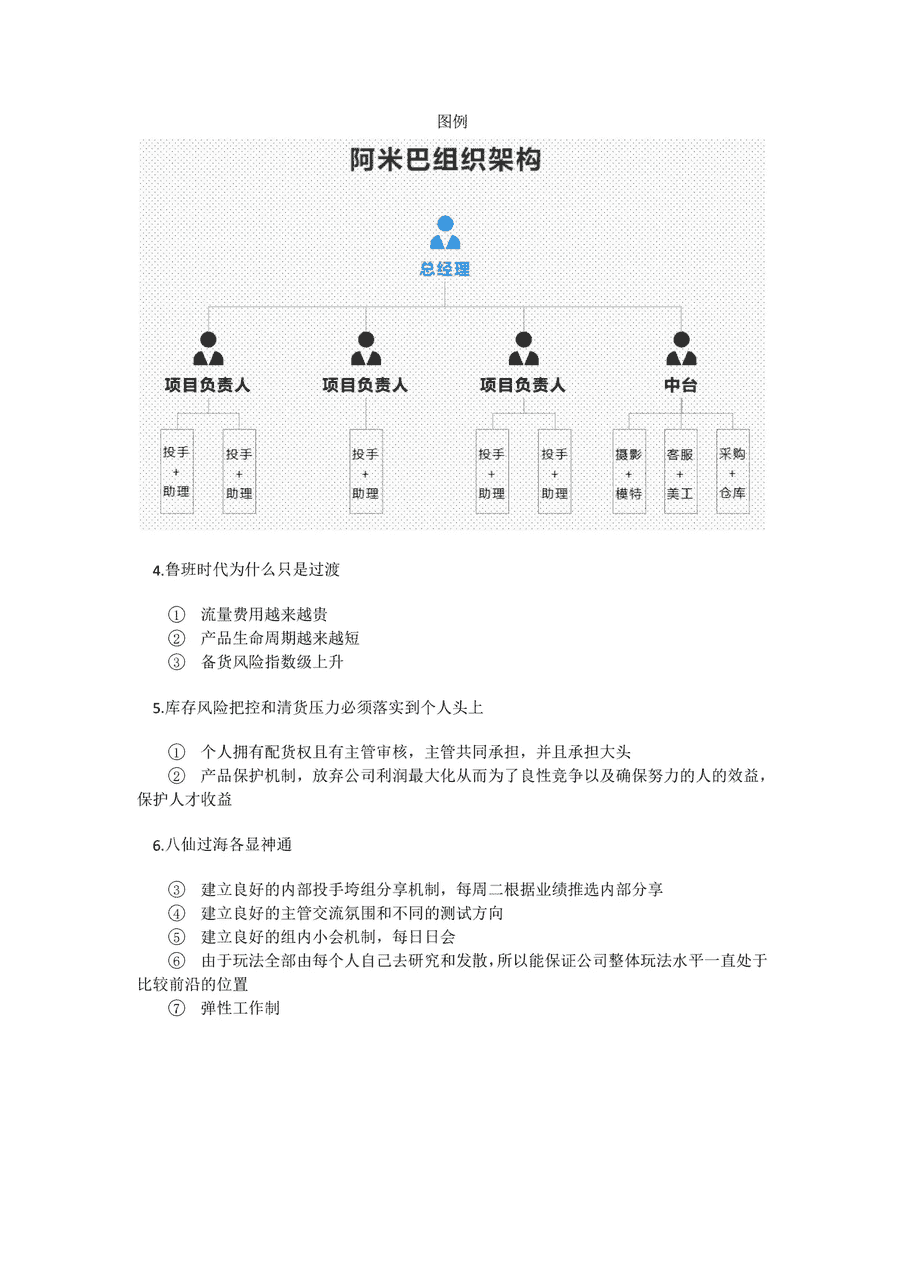 图例
阿米巴组织架构
总经理
项目负责人 项目负责人 项目负责人 中台
投手 投手 投手 投手 投手 摄影 客服 采购
+ + + + + + + +
助理 助理 助理 助理 助理 模特 美工 仓库
4.鲁班时代为什么只是过渡
① 流量费用越来越贵
② 产品生命周期越来越短
③ 备货风险指数级上升
5.库存风险把控和清货压力必须落实到个人头上
① 个人拥有配货权且有主管审核，主管共同承担，并且承担大头
② 产品保护机制，放弃公司利润最大化从而为了良性竞争以及确保努力的人的效益，
保护人才收益
6.八仙过海各显神通
③ 建立良好的内部投手垮组分享机制，每周二根据业绩推选内部分享
④ 建立良好的主管交流氛围和不同的测试方向
⑤ 建立良好的组内小会机制，每日日会
⑥ 由于玩法全部由每个人自己去研究和发散，所以能保证公司整体玩法水平一直处于
比较前沿的位置
⑦ 弹性工作制